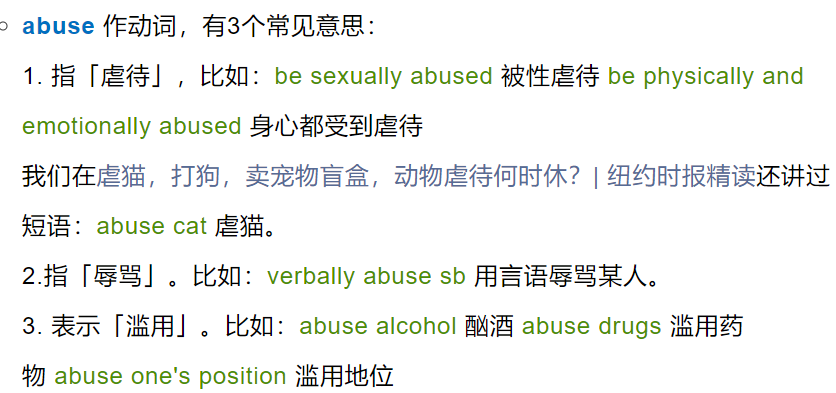 abuse 作动词，有3个常见意思：
1. 指「虐待」，比如：be sexually abused 被性虐待 be physically and
emotionally abused 身心都受到虐待
我们在虐猫，打狗，卖宠物盲盒，动物虐待何时休？| 纽约时报精读还讲过
短语：abuse cat 虐猫。
2.指「辱骂」。比如：verbally abuse sb 用言语辱骂某人。
3. 表示「滥用」。比如：abuse alcohol 酗酒 abuse drugs 滥用药
物 abuse one's position 滥用地位